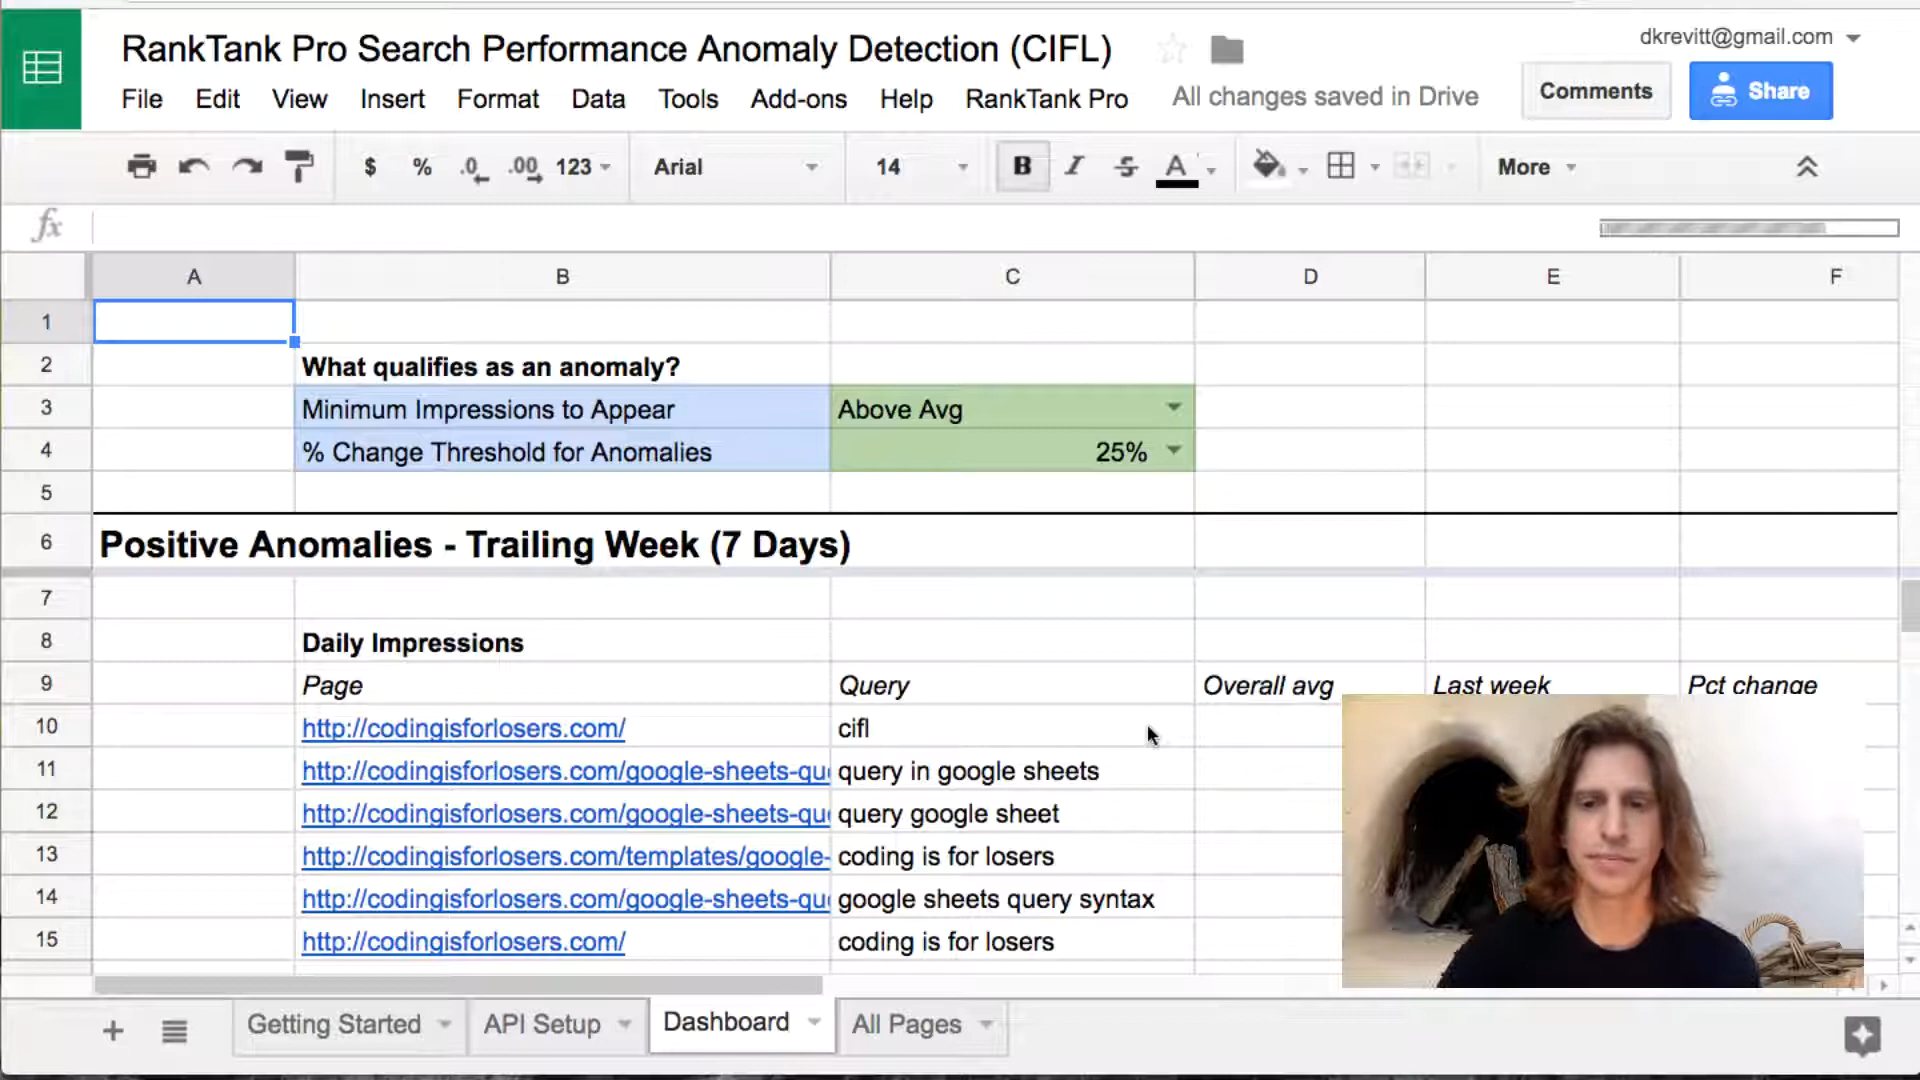 RankTank Pro Search Performance Anomaly Detection (CIFL)
dkrevitt@gmail.com
File Edit View Insert Format Data Tools Add-ons Help RankTank Pro All changes saved in Drive
Comments Share
$ % .0 .00 123 Arial 14 B I S A More
fx
A B C D E F
1
2 What qualifies as an anomaly?
3 Minimum Impressions to Appear Above Avg
4 % Change Threshold for Anomalies 25%
5
6 Positive Anomalies - Trailing Week (7 Days)
7
8 Daily Impressions
9 Page Query Overall avg Last week Pct change
10 http://codingisforlosers.com/ cifl
11 http://codingisforlosers.com/google-sheets-qu query in google sheets
12 http://codingisforlosers.com/google-sheets-qu query google sheet
13 http://codingisforlosers.com/templates/google- coding is for losers
14 http://codingisforlosers.com/google-sheets-qu google sheets query syntax
15 http://codingisforlosers.com/ coding is for losers
+ Getting Started API Setup Dashboard All Pages